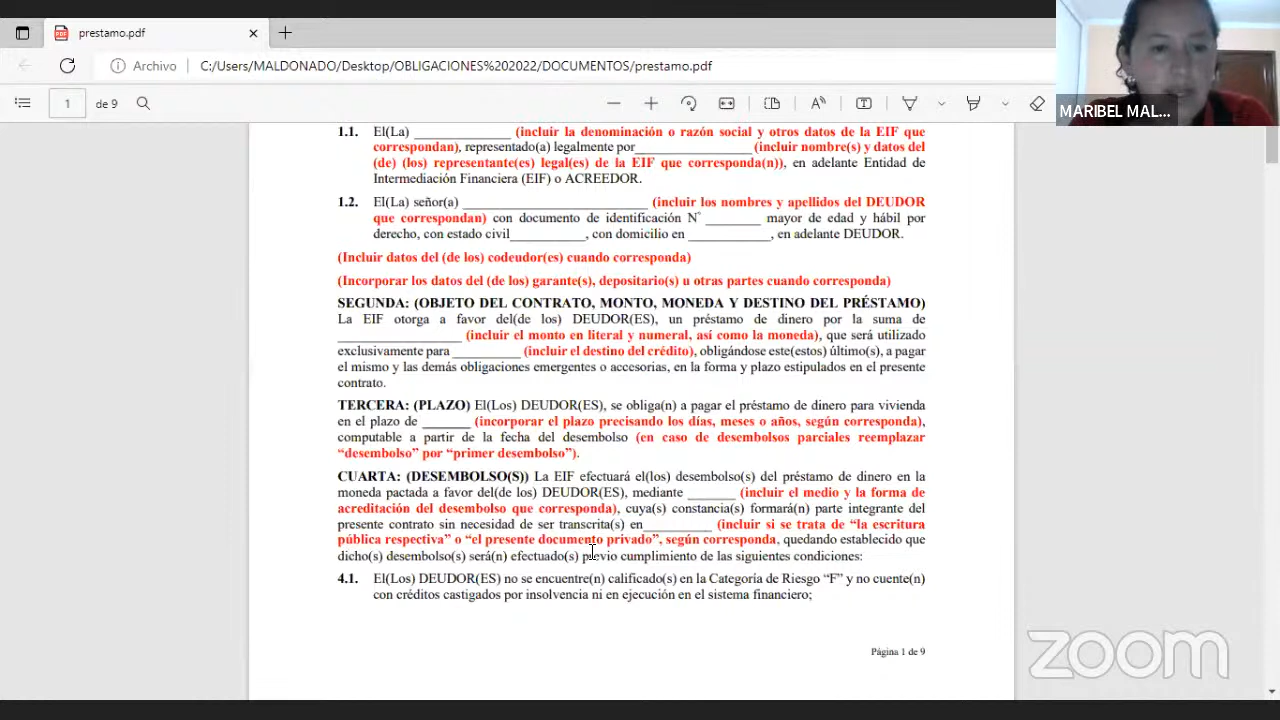 prestamo.pdf
Archivo
C:/Users/MALDONADO/Desktop/OBLIGACIONES%202022/DOCUMENTOS/prestamo.pdf
1
de 9
MARIBEL MAL...
1.1. El(La) ______________ (incluir la denominación o razón social y otros datos de la EIF que
correspondan), representado(a) legalmente por_________________ (incluir nombre(s) y datos del
(de) (los) representante(es) legal(es) de la EIF que corresponda(n)), en adelante Entidad de
Intermediación Financiera (EIF) o ACREEDOR.
1.2. El(La) señor(a) ___________________________ (incluir los nombres y apellidos del DEUDOR
que correspondan) con documento de identificación N° ________ mayor de edad y hábil por
derecho, con estado civil___________, con domicilio en ____________, en adelante DEUDOR.
(Incluir datos del (de los) codeudor(es) cuando corresponda)
(Incorporar los datos del (de los) garante(s), depositario(s) u otras partes cuando corresponda)
SEGUNDA: (OBJETO DEL CONTRATO, MONTO, MONEDA Y DESTINO DEL PRÉSTAMO)
La EIF otorga a favor del(de los) DEUDOR(ES), un préstamo de dinero por la suma de
__________________ (incluir el monto en literal y numeral, así como la moneda), que será utilizado
exclusivamente para __________ (incluir el destino del crédito), obligándose este(estos) último(s), a pagar
el mismo y las demás obligaciones emergentes o accesorias, en la forma y plazo estipulados en el presente
contrato.
TERCERA: (PLAZO) El(Los) DEUDOR(ES), se obliga(n) a pagar el préstamo de dinero para vivienda
en el plazo de _______ (incorporar el plazo precisando los días, meses o años, según corresponda),
computable a partir de la fecha del desembolso (en caso de desembolsos parciales reemplazar
“desembolso” por “primer desembolso”).
CUARTA: (DESEMBOLSO(S)) La EIF efectuará el(los) desembolso(s) del préstamo de dinero en la
moneda pactada a favor del(de los) DEUDOR(ES), mediante _______ (incluir el medio y la forma de
acreditación del desembolso que corresponda), cuya(s) constancia(s) formará(n) parte integrante del
presente contrato sin necesidad de ser transcrita(s) en__________ (incluir si se trata de “la escritura
pública respectiva” o “el presente documento privado”, según corresponda, quedando establecido que
dicho(s) desembolso(s) será(n) efectuado(s) previo cumplimiento de las siguientes condiciones:
4.1. El(Los) DEUDOR(ES) no se encuentre(n) calificado(s) en la Categoría de Riesgo “F” y no cuente(n)
con créditos castigados por insolvencia ni en ejecución en el sistema financiero;
Página 1 de 9
zoom